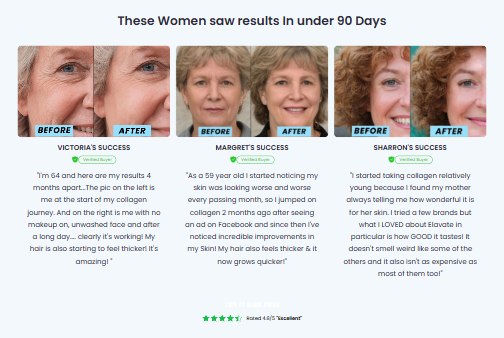 These Women saw results In under 90 Days
BEFORE
AFTER
BEFORE
AFTER
BEFORE
AFTER
VICTORIA'S SUCCESS
Verified Buyer
"I'm 64 and here are my results 4
months apart...The pic on the left is
me at the start of my collagen
journey. And on the right is me with no
makeup on, unwashed face and after
a long day.... clearly it's working! My
hair is also starting to feel thicker! It's
amazing! "
MARGRET'S SUCCESS
Verified Buyer
"As a 59 year old I started noticing my
skin was looking worse and worse
every passing month, so I jumped on
collagen 2 months ago after seeing
an ad on Facebook and since then I've
noticed incredible improvements in
my Skin! My hair also feels thicker & it
now grows quicker!"
SHARRON'S SUCCESS
Verified Buyer
"I started taking collagen relatively
young because I found my mother
always telling me how wonderful it is
for her skin. I tried a few brands but
what I LOVED about Elavate in
particular is how GOOD it tastes! It
doesn't smell weird like some of the
others and it also isn't as expensive as
most of them too!"
Rated 4.8/5 "Excellent"